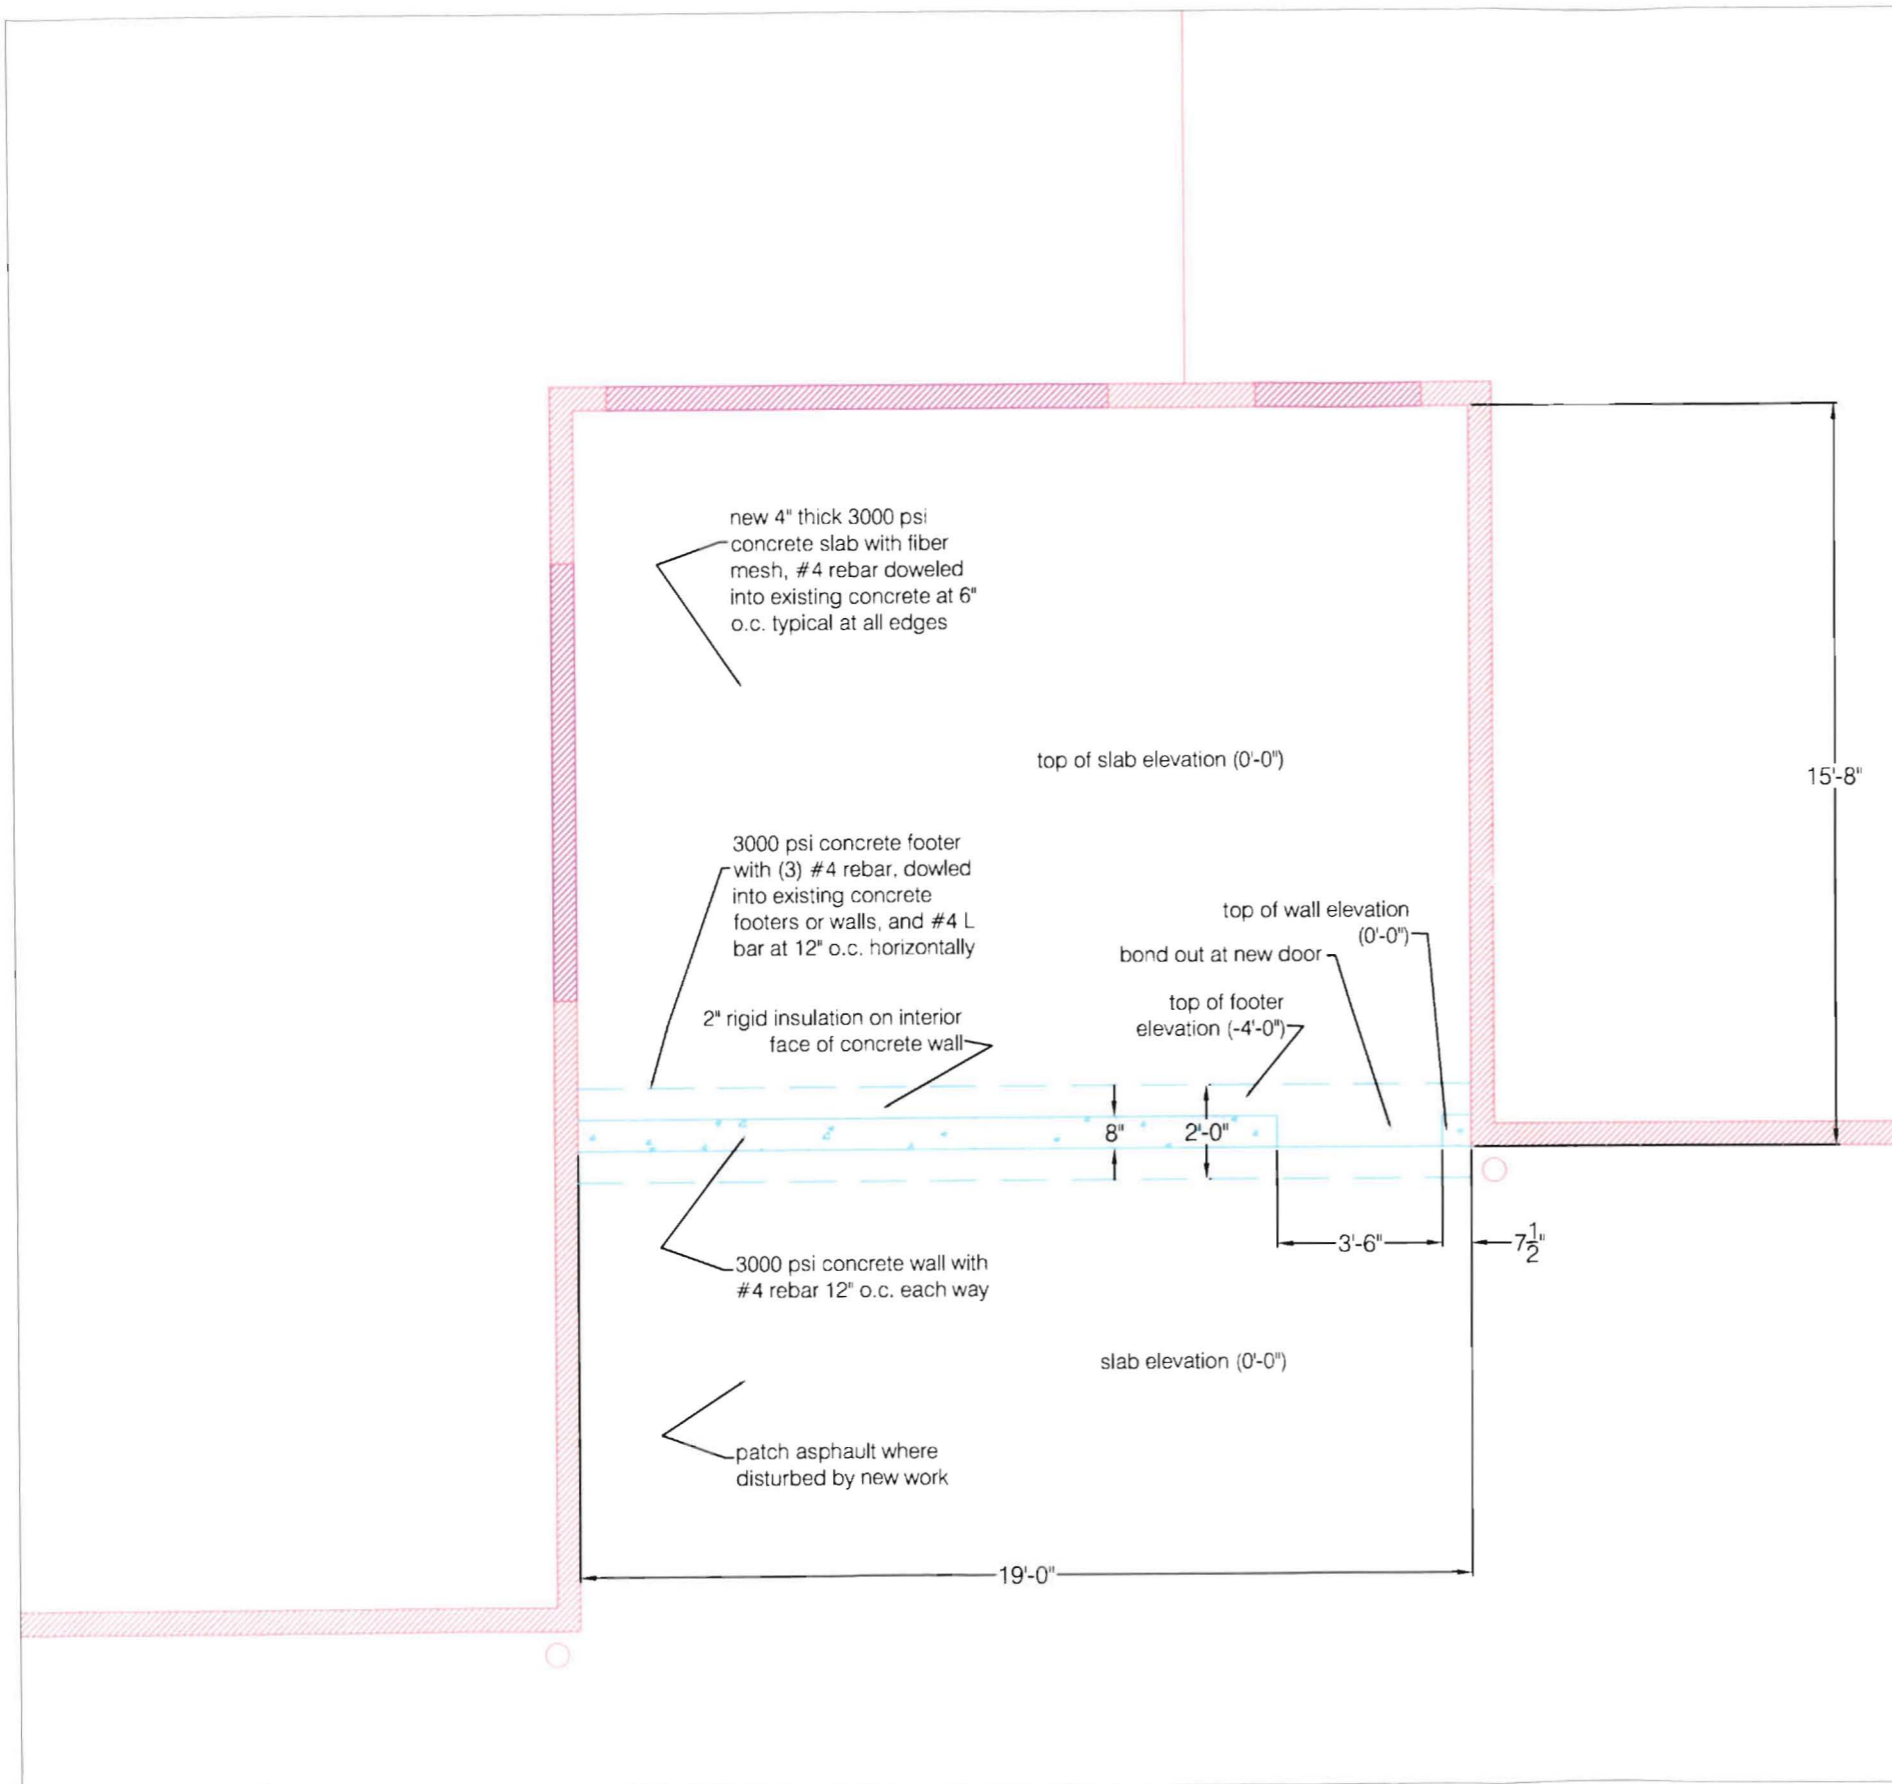 new 4" thick 3000 psi
concrete slab with fiber
mesh, #4 rebar doweled
into existing concrete at 6"
o.c. typical at all edges
top of slab elevation (0'-0")
15'-8"
3000 psi concrete footer
with (3) #4 rebar, dowled
into existing concrete
footers or walls, and #4 L
bar at 12" o.c. horizontally
top of wall elevation
(0'-0")
bond out at new door
top of footer
elevation (-4'-0")
2" rigid insulation on interior
face of concrete wall
8"
2'-0"
3'-6"
7 1/2"
3000 psi concrete wall with
#4 rebar 12" o.c. each way
slab elevation (0'-0")
patch asphault where
disturbed by new work
19'-0"